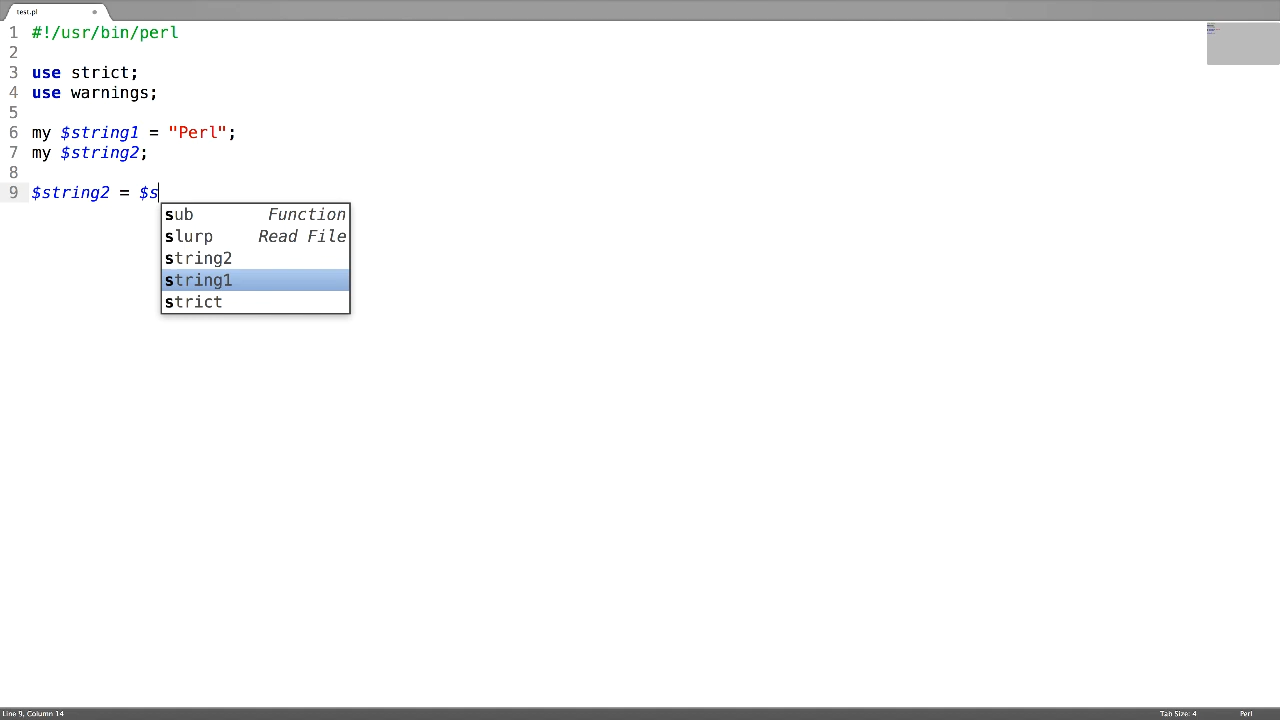 test.pl
1 #!/usr/bin/perl
2
3 use strict;
4 use warnings;
5
6 my $string1 = "Perl";
7 my $string2;
8
9 $string2 = $s
sub Function
slurp Read File
string2
string1
strict
Line 9, Column 14 Tab Size: 4 Perl